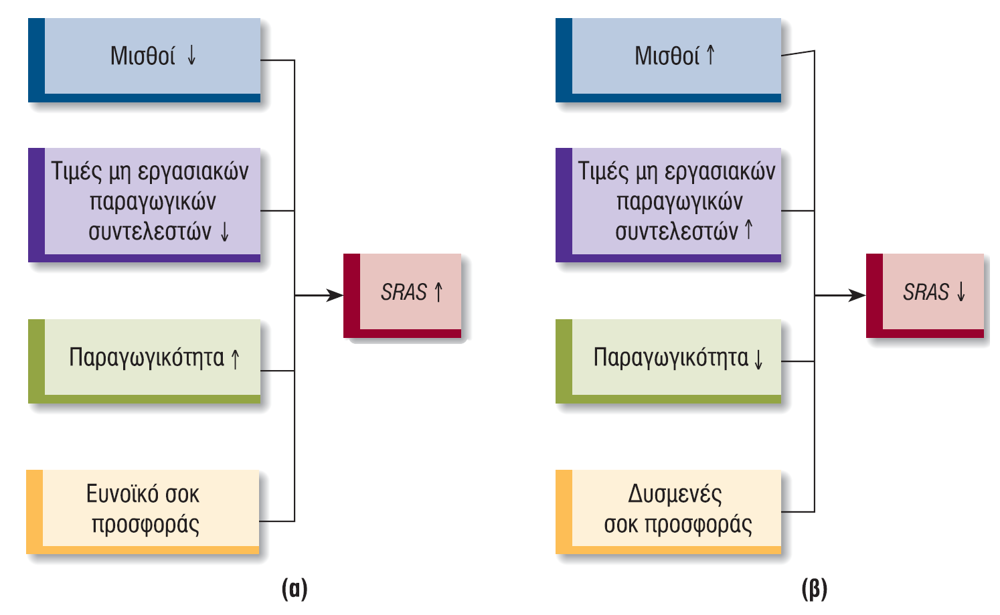 Μισθοί ↓
Τιμές μη εργασιακών
παραγωγικών
συντελεστών ↓
Παραγωγικότητα ↑
Ευνοϊκό σοκ
προσφοράς
SRAS ↑
(α)
Μισθοί ↑
Τιμές μη εργασιακών
παραγωγικών
συντελεστών ↑
Παραγωγικότητα ↓
Δυσμενές
σοκ προσφοράς
SRAS ↓
(β)